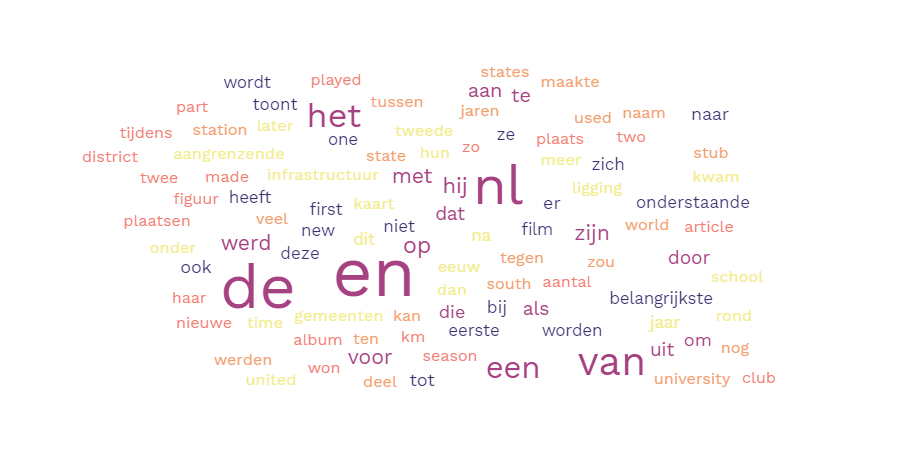 states
wordt played maakte
aan te
part toont het tussen jaren used naam naar
tijdens station later one tweede ze plaats two
district aangrenzende state hun zo meer zich stub
twee made infrastructuur met hij nl ligging kwam
figuur heeft first kaart dat er onderstaande
plaatsen veel new niet film zijn world article
onder werd deze dit op na tegen zou door
ook de en eeuw south aantal school
haar dan bij belangrijkste
nieuwe time gemeenten kan die als jaar rond
album ten km eerste worden uit om nog
werden won voor season een van
united deel tot university club